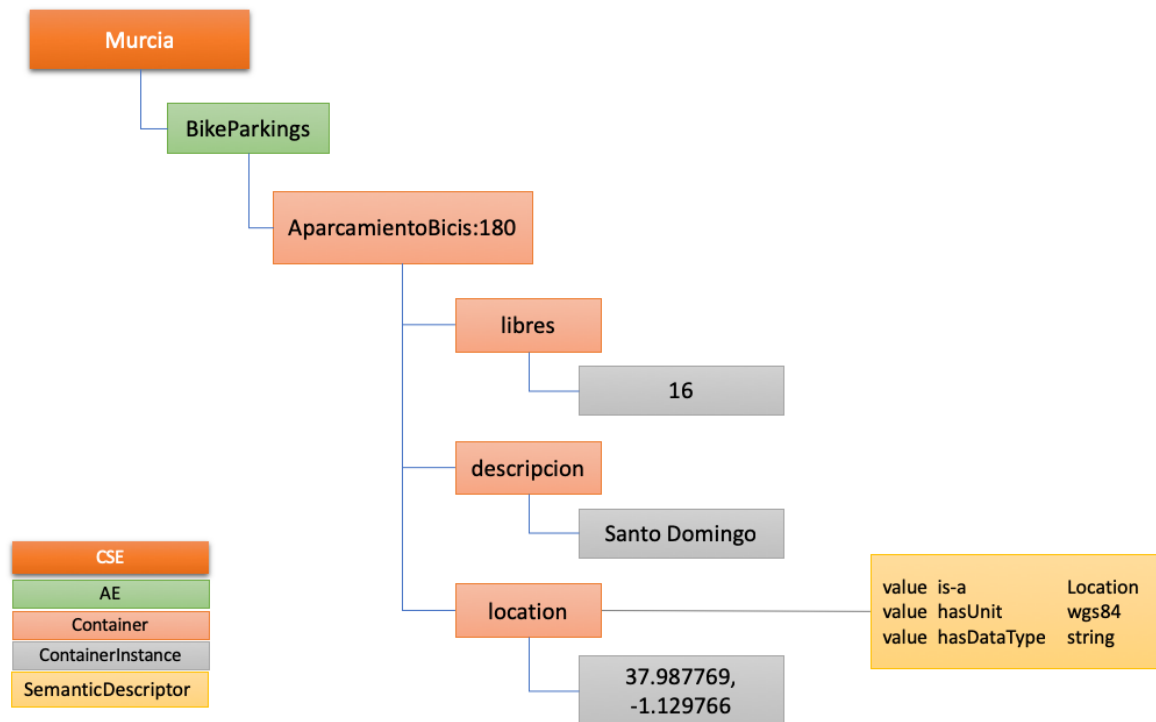 Murcia
BikeParkings
AparcamientoBicis:180
libres
16
descripcion
Santo Domingo
location
37.987769,
-1.129766
value is-a Location
value hasUnit wgs84
value hasDataType string
CSE
AE
Container
ContainerInstance
SemanticDescriptor